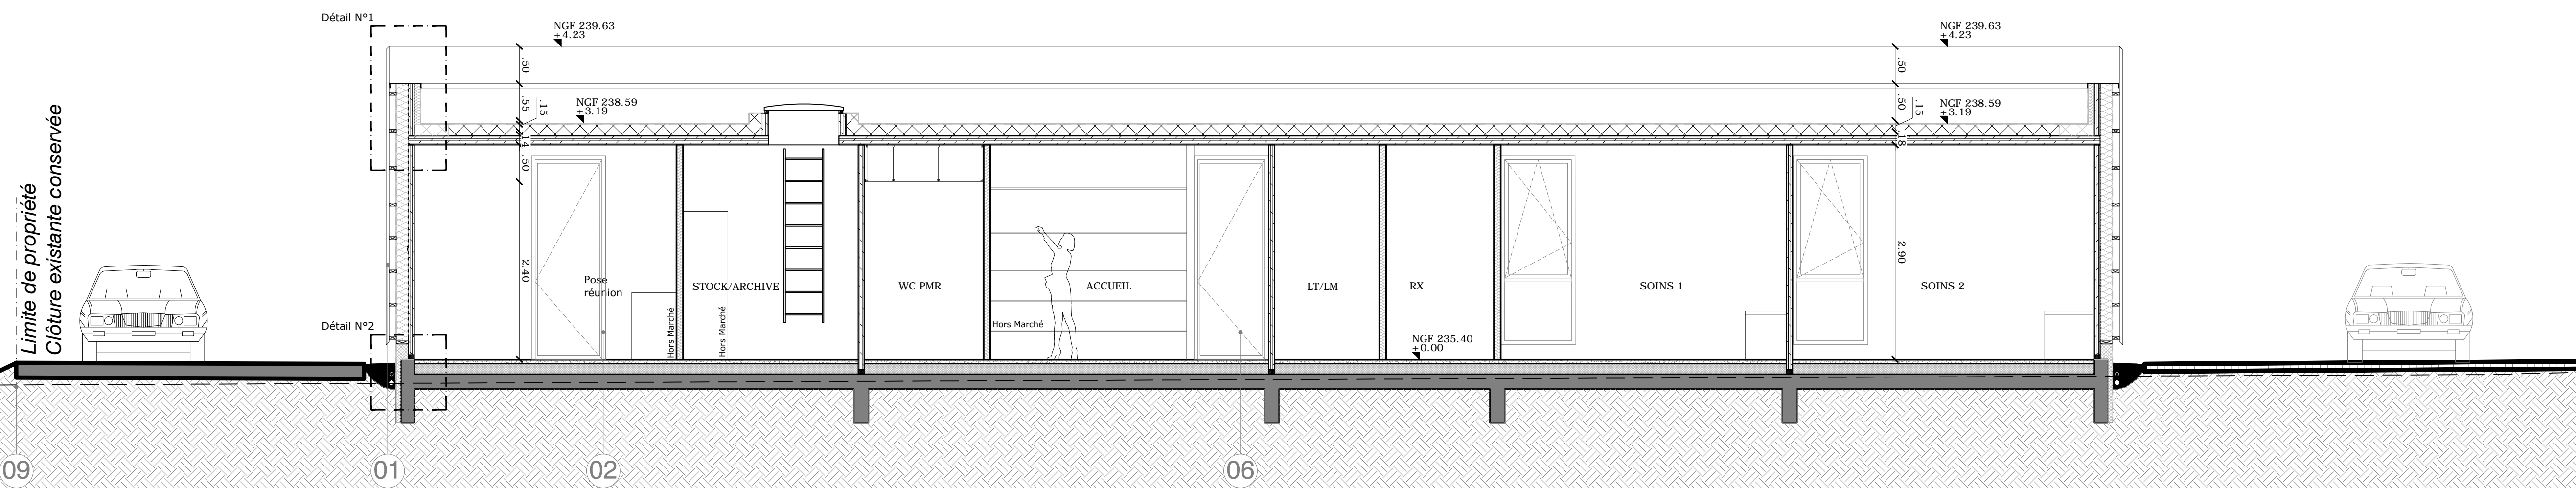 Détail N°1
NGF 239.63
+4.23
NGF 239.63
+4.23
.50
.50
NGF 238.59
+3.19
NGF 238.59
+3.19
.55
.15
.50
.15
.14
.18
.50
Limite de propriété
Clôture existante conservée
2.40
2.90
Pose
réunion
STOCK/ARCHIVE
WC PMR
ACCUEIL
LT/LM
RX
SOINS 1
SOINS 2
Hors Marché
Hors Marché
Hors Marché
Détail N°2
NGF 235.40
+0.00
09
01
02
06